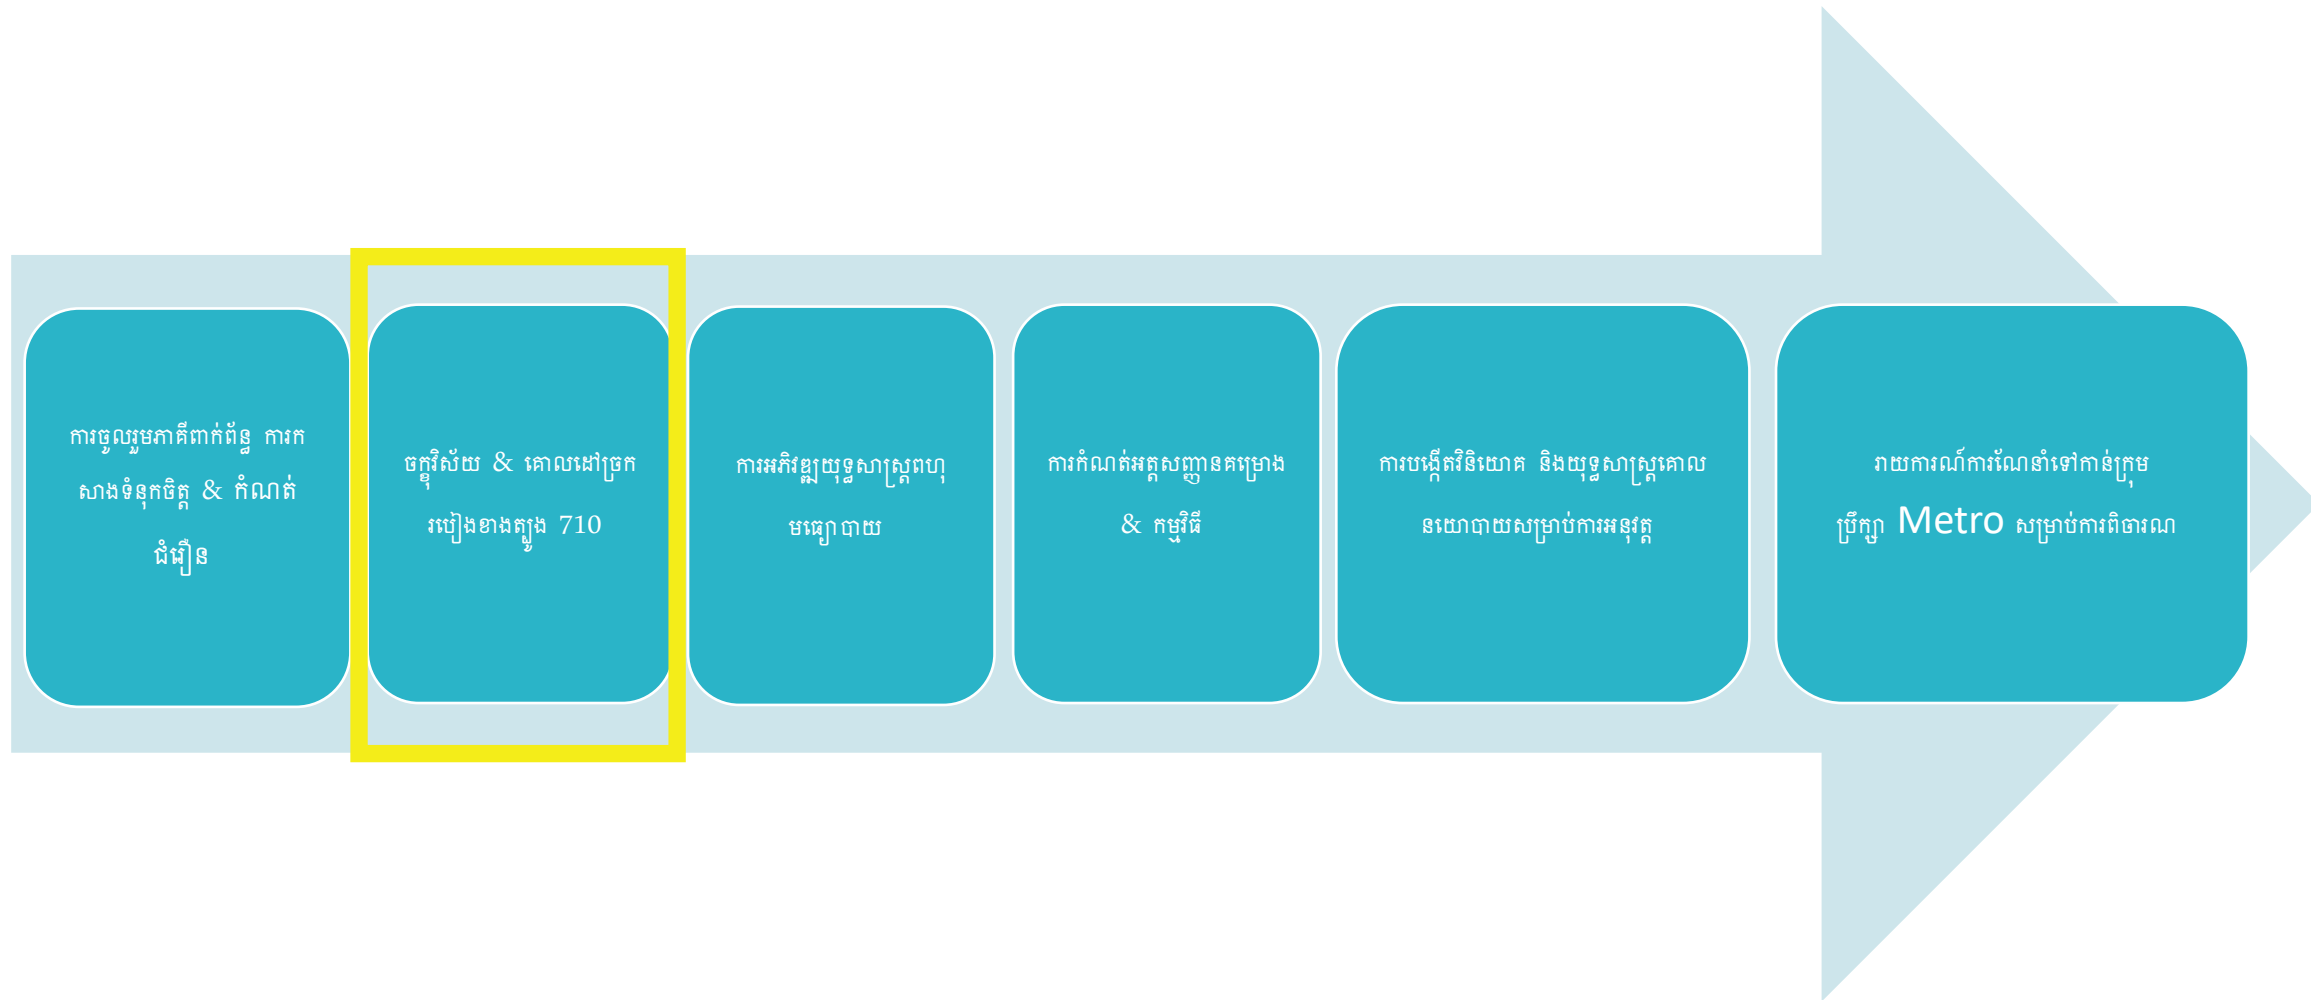 ការចូលរួមភាគីពាក់ព័ន្ធ ការក
សាងទំនុកចិត្ត & កំណត់
ជំរឿន
ចក្ខុវិស័យ & គោលដៅច្រក
របៀងខាងត្បូង 710
ការអភិវឌ្ឍយុទ្ធសាស្ត្រពហុ
មធ្យោបាយ
ការកំណត់អត្តសញ្ញានគម្រោង
& កម្មវិធី
ការបង្កើតវិនិយោគ និងយុទ្ធសាស្ត្រគោល
នយោបាយសម្រាប់ការអនុវត្ត
រាយការណ៍ការណែនាំទៅកាន់ក្រុម
ប្រឹក្សា Metro សម្រាប់ការពិចារណ